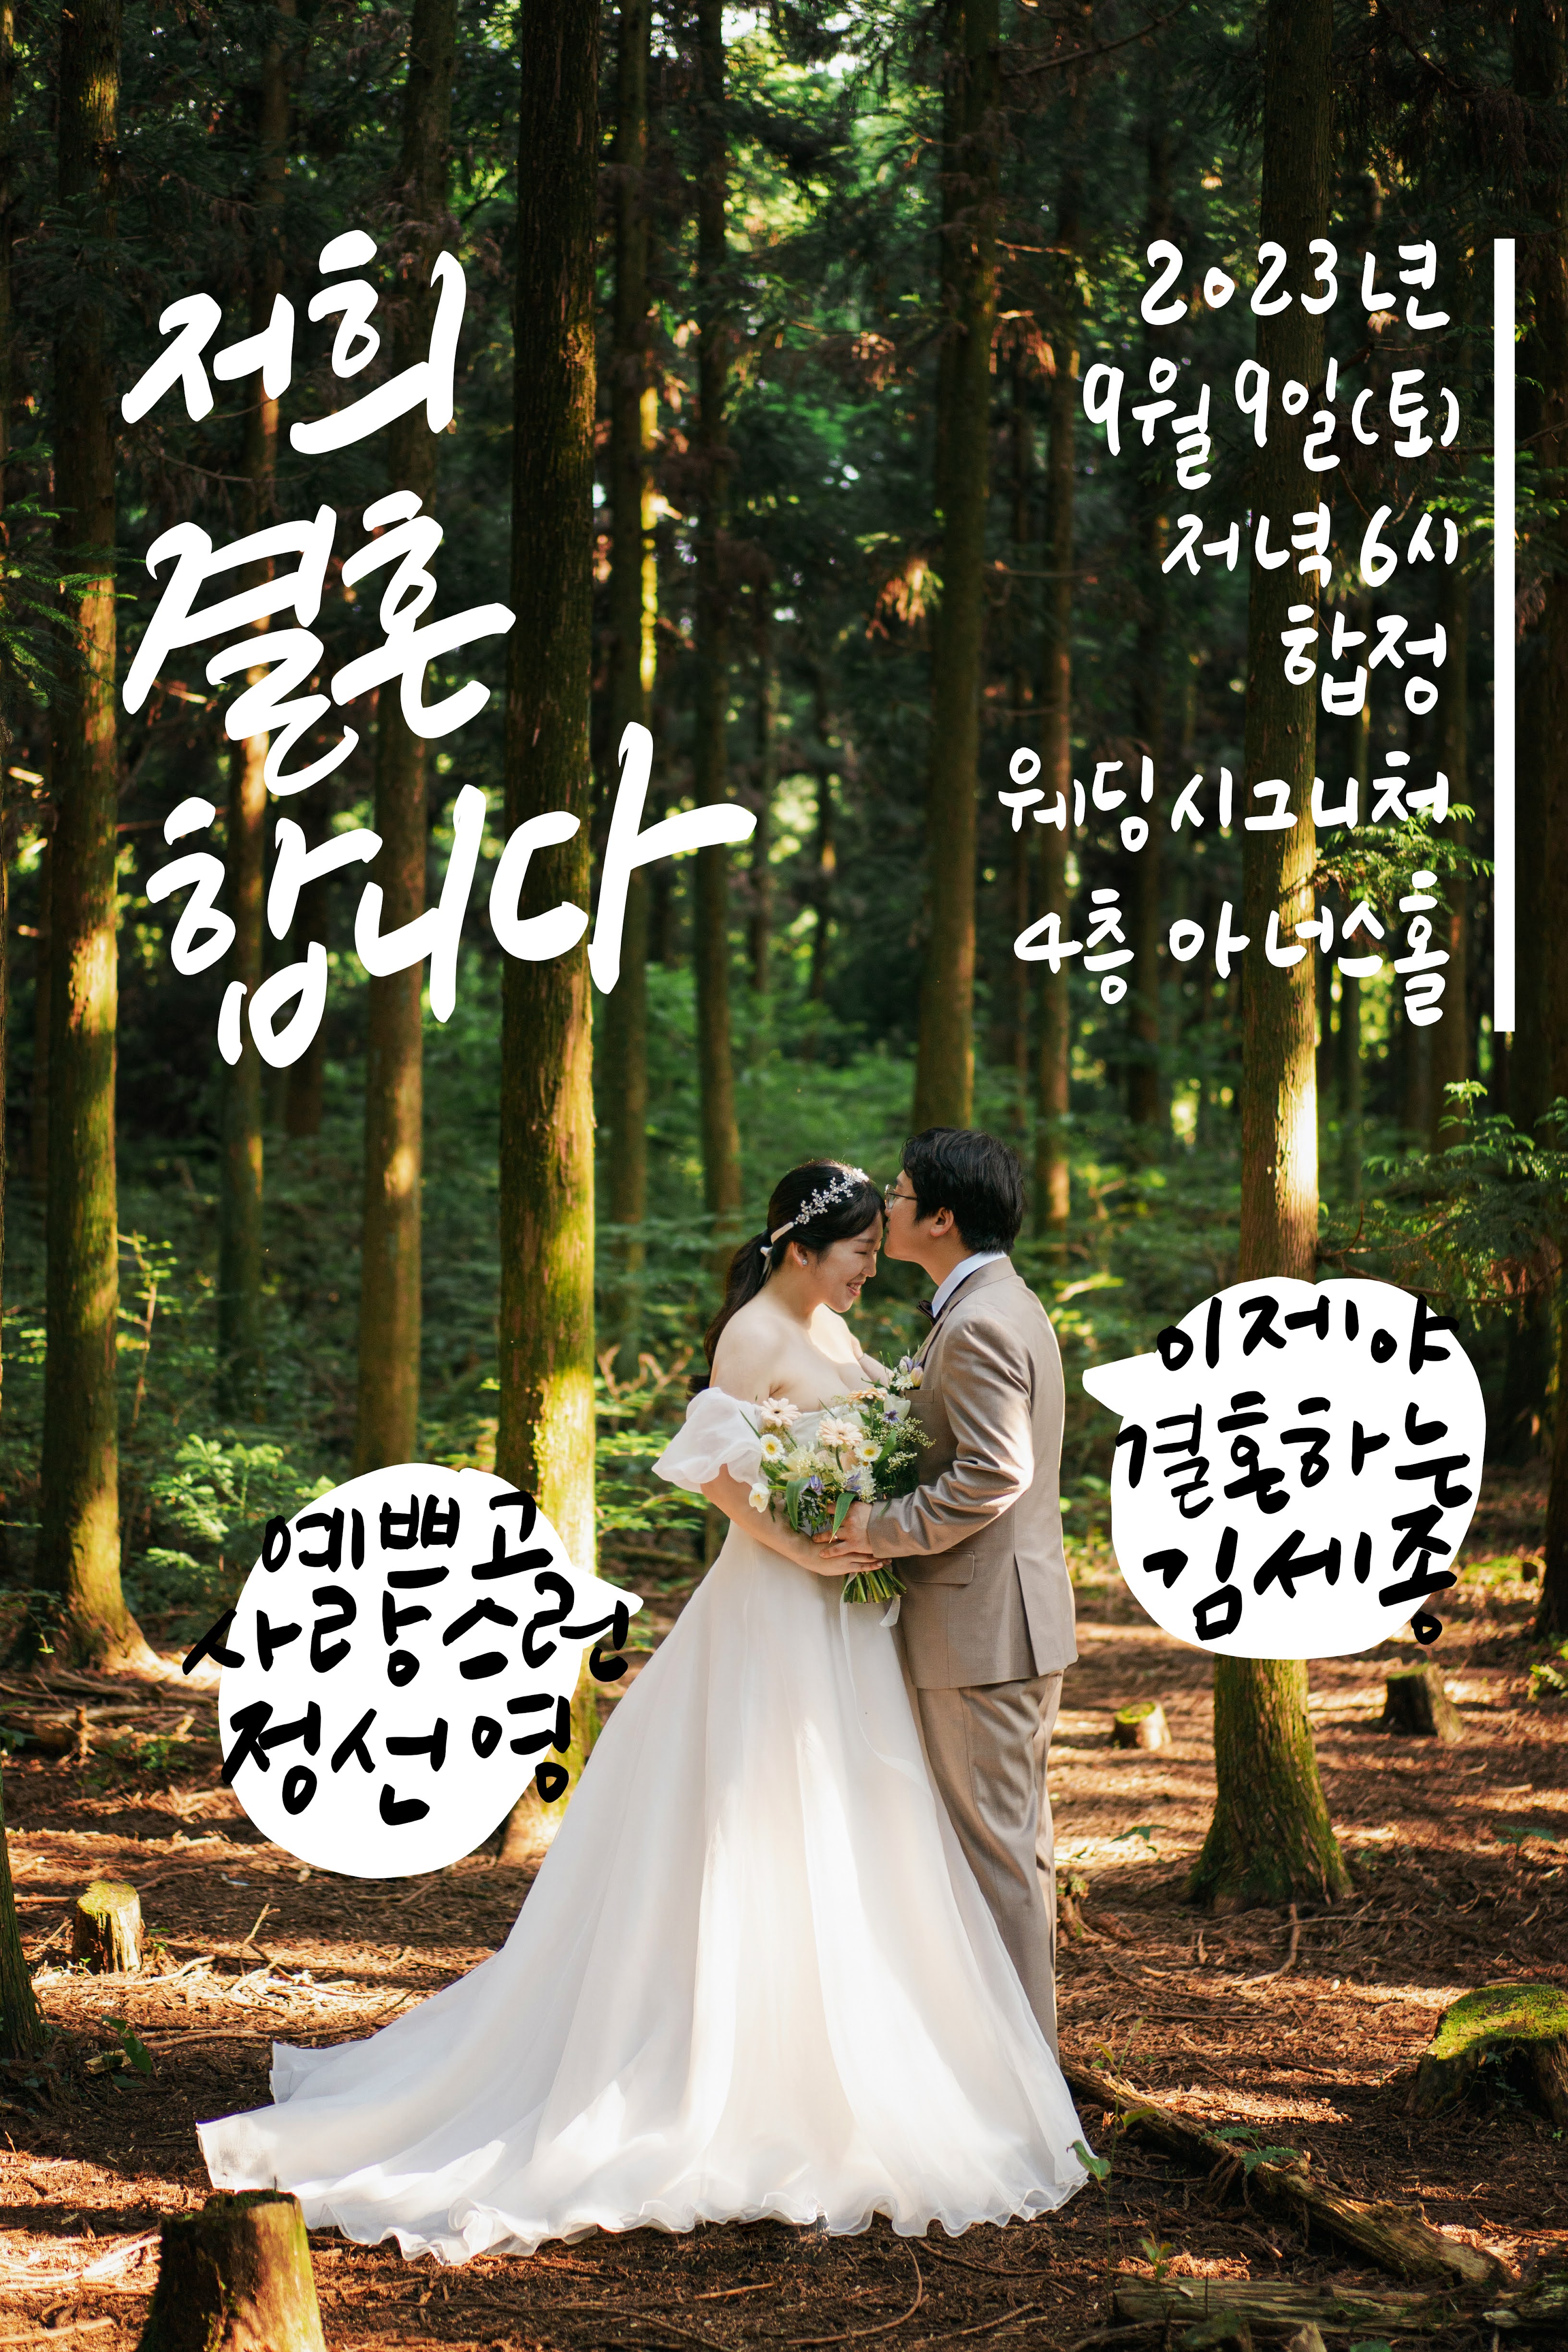 저희
결혼
합니다
2023년
9월 9일(토)
저녁 6시
합정
웨딩시그니처
4층 아너스홀
이제야
결혼하는
김세종
예쁘고
사랑스런
정선영